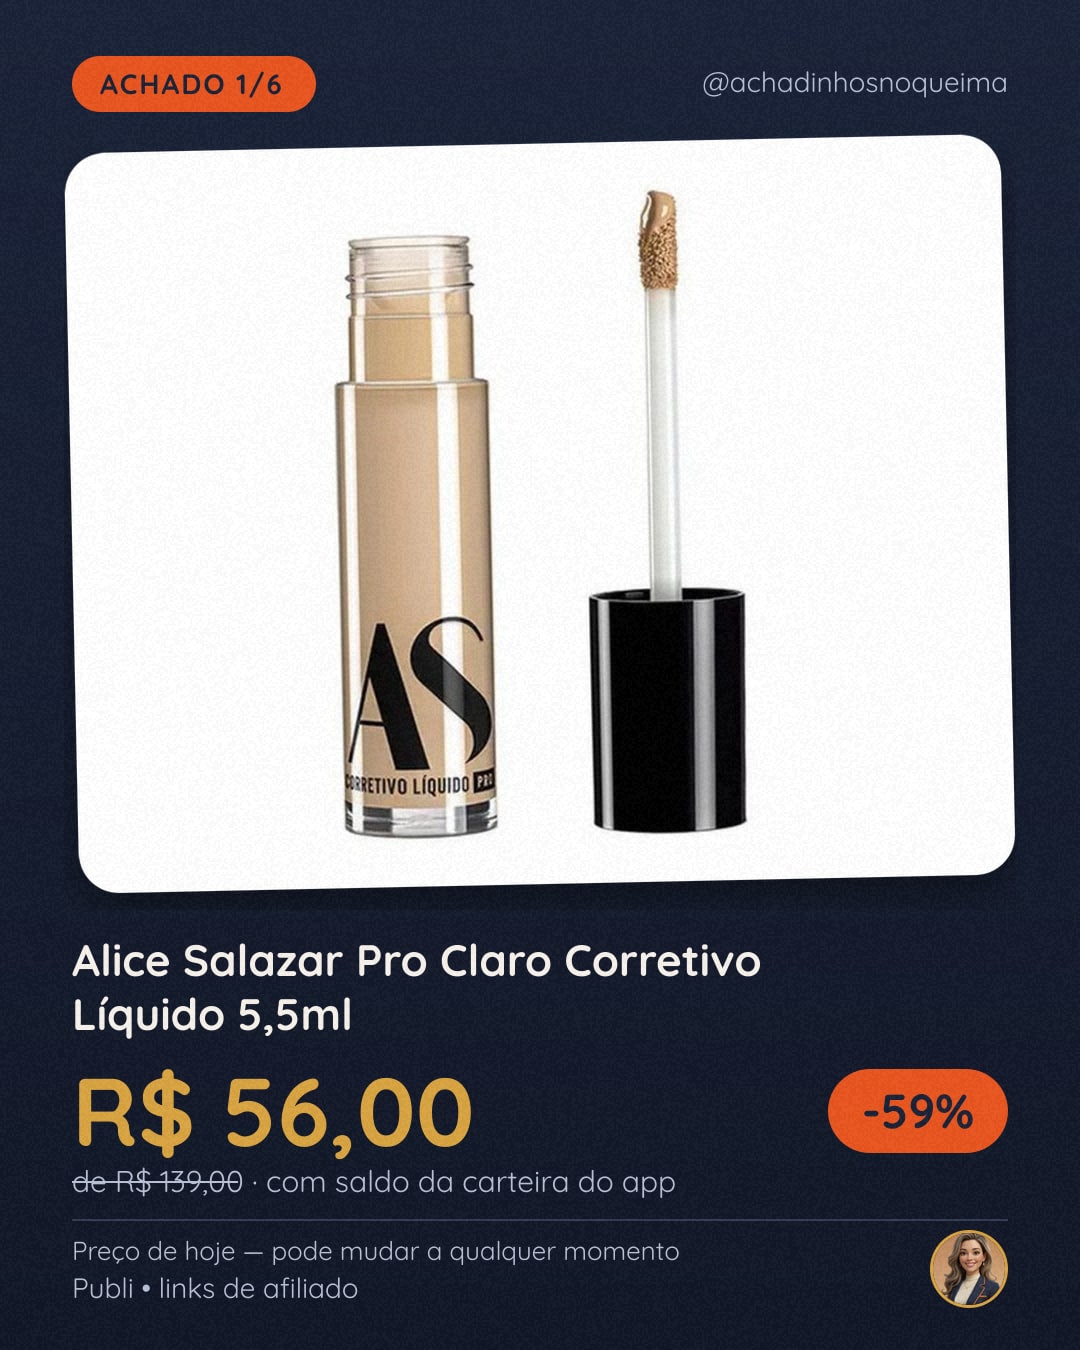 ACHADO 1/6
@achadinhosnoqueima
AS
CORRETIVO LÍQUIDO PRO
Alice Salazar Pro Claro Corretivo
Líquido 5,5ml
R$ 56,00
-59%
de R$ 139,00 · com saldo da carteira do app
Preço de hoje — pode mudar a qualquer momento
Publi • links de afiliado